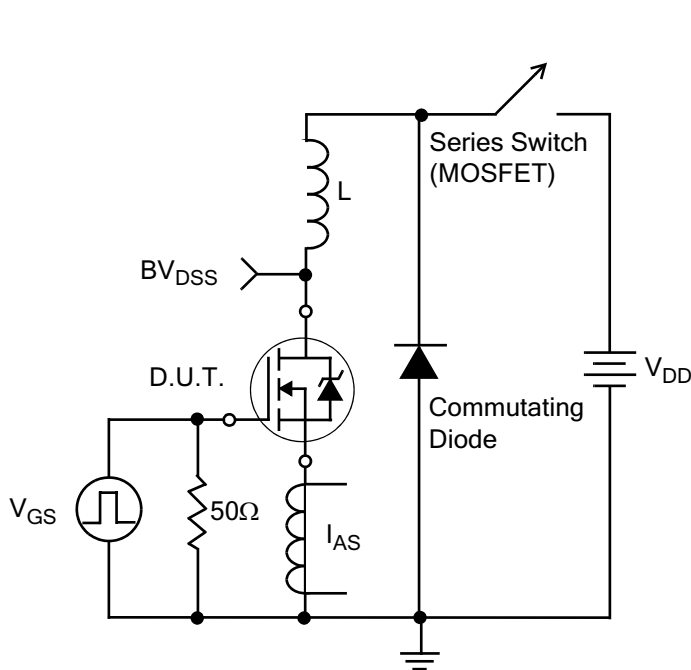 Series Switch
(MOSFET)
L
BVDSS
D.U.T.
VDD
Commutating
Diode
VGS
50Ω
IAS